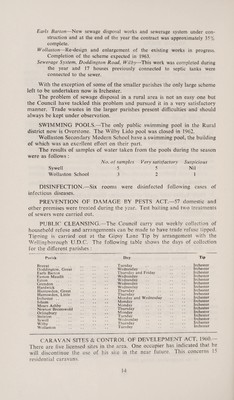 Earls Barton—New sewage disposal works and sewerage system under con-
struction and at the end of the year the contract was approximately 35%
complete.
Wollaston—Re-design and enlargement of the existing works in progress.
Completion of the scheme expected in 1963.
Sewerage System, Doddington Road, Wilby—This work was completed during
the year and 17 houses previously connected to septic tanks were
connected to the sewer.
With the exception of some of the smaller parishes the only large scheme
left to be undertaken now is Irchester.
The problem of sewage disposal in a rural area is not an easy one but
the Council have tackled this problem and pursued it in a very satisfactory
manner. Trade wastes in the larger parishes present difficulties and should
always be kept under observation.
SWIMMING POOLS.—The only public swimming pool in the Rural
district now is Overstone. The Wilby Lido pool was closed in 1962.
Wollaston Secondary Modern School have a swimming pool, the building
of which was an excellent effort on their part.
The results of samples of water taken from the pools during the season
were as follows :
No. of samples Very satisfactory Suspicious
Sywell 5 5 Nil
Wollaston School 3 2 1
DISINFECTION.—Six rooms were disinfected following cases of
infectious diseases.
PREVENTION OF DAMAGE BY PESTS ACT.—57 domestic and
other premises were treated during the year. Test baiting and two treatments
of sewers were carried out.
PUBLIC CLEANSING.—The Council carry out weekly collection of
household refuse and arrangements can be made to have trade refuse tipped.
Tipping is carried out at the Gipsy Lane Tip by arrangement with the
Wellingborough U.D.C. The following table shows the days of collection
for the different parishes :
Parish Day Tip
Bozeat Tuesday Irchester
Doddington, Great Wednesday Irchester
Earls Barton Thursday and Friday Irchester
Easton Maudit Wednesday Irchester
Ecton Wednesday Irchester
Grendon Wednesday Irchester
Hardwick Wednesday Irchester
Harrowden, Great Thursday Irchester
Harrowden, Little Thursday Irchester
Irchester Monday and Wednesday Irchester
Isham Monday Irchester
Mears Ashby Monday Irchester
Newton Bromswold Thursday Irchester
Orlingbury Monday Irchester
Strixton Tuesday Irchester
Sywell Wednesday Irchester
Wilby Thursday Irchester
Wollaston Tuesday Irchester
CARAVAN SITES & CONTROL OF DEVELOPMENT ACT, 1960.—
There are five licensed sites in the area. One occupier has indicated that he
will discontinue the use of his site in the near future. This concerns 15
residential caravans.
14